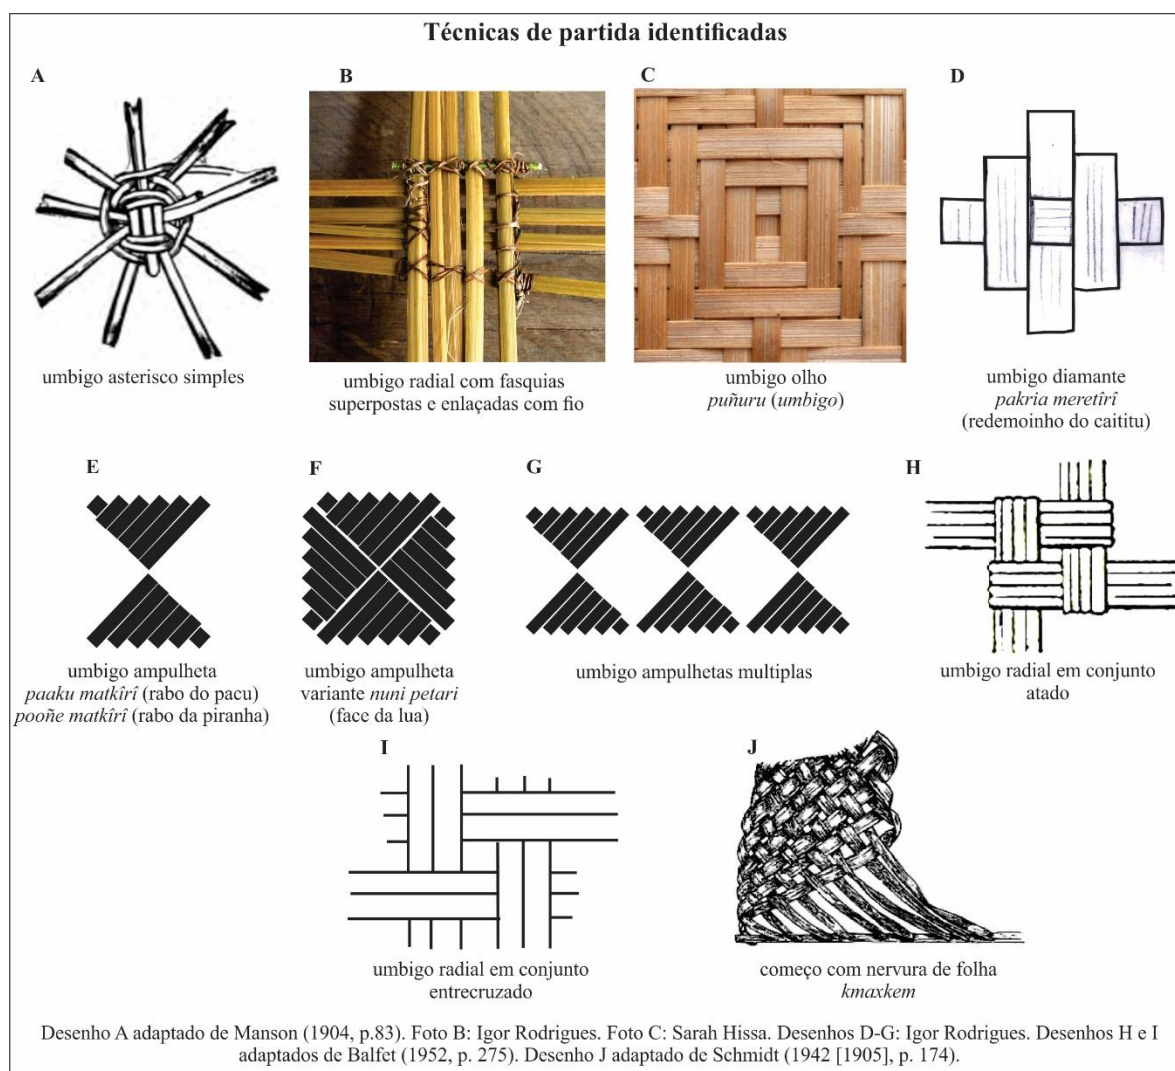 Técnicas de partida identificadas
A
umbigo asterisco simples
B
umbigo radial com fasquias
superpostas e enlaçadas com fio
C
umbigo olho
puñuru (umbigo)
D
umbigo diamante
pakria meretîrî
(redemoinho do caititu)
E
umbigo ampulheta
paaku matkîrî (rabo do pacu)
pooñe matkîrî (rabo da piranha)
F
umbigo ampulheta
variante nuni petari
(face da lua)
G
umbigo ampulhetas multiplas
H
umbigo radial em conjunto
atado
I
umbigo radial em conjunto
entrecruzado
J
começo com nervura de folha
kmaxkem
Desenho A adaptado de Manson (1904, p.83). Foto B: Igor Rodrigues. Foto C: Sarah Hissa. Desenhos D-G: Igor Rodrigues. Desenhos H e I
adaptados de Balfet (1952, p. 275). Desenho J adaptado de Schmidt (1942 [1905], p. 174).